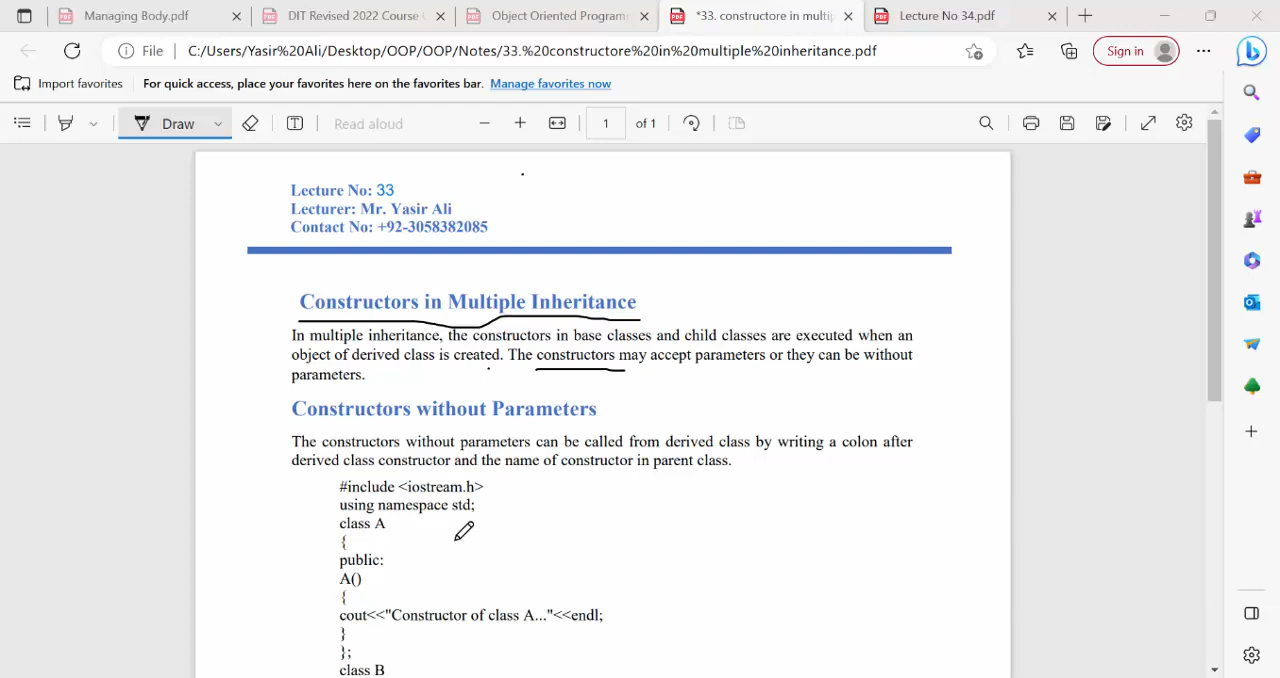 Managing Body.pdf
DIT Revised 2022 Course
Object Oriented Programm
*33. constructore in multip
Lecture No 34.pdf
File
C:/Users/Yasir%20Ali/Desktop/OOP/OOP/Notes/33.%20constructore%20in%20multiple%20inheritance.pdf
Sign in
Import favorites
For quick access, place your favorites here on the favorites bar. Manage favorites now
Draw
Read aloud
1 of 1
Lecture No: 33
Lecturer: Mr. Yasir Ali
Contact No: +92-3058382085
Constructors in Multiple Inheritance
In multiple inheritance, the constructors in base classes and child classes are executed when an
object of derived class is created. The constructors may accept parameters or they can be without
parameters.
Constructors without Parameters
The constructors without parameters can be called from derived class by writing a colon after
derived class constructor and the name of constructor in parent class.
#include <iostream.h>
using namespace std;
class A
{
public:
A()
{
cout<<"Constructor of class A..."<<endl;
}
};
class B